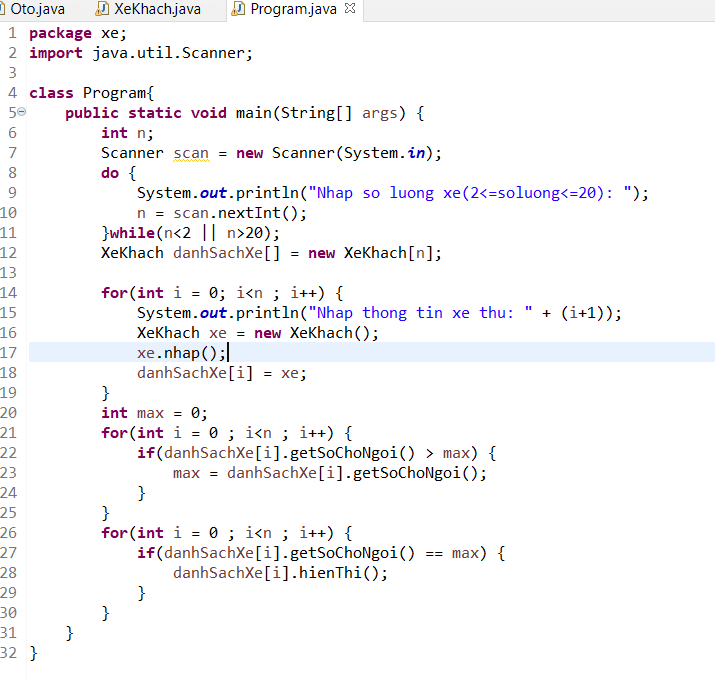 Oto.java XeKhach.java Program.java
1 package xe;
2 import java.util.Scanner;
3
4 class Program{
5 public static void main(String[] args) {
6 int n;
7 Scanner scan = new Scanner(System.in);
8 do {
9 System.out.println("Nhap so luong xe(2<=soluong<=20): ");
10 n = scan.nextInt();
11 }while(n<2 || n>20);
12 XeKhach danhSachXe[] = new XeKhach[n];
13
14 for(int i = 0; i<n ; i++) {
15 System.out.println("Nhap thong tin xe thu: " + (i+1));
16 XeKhach xe = new XeKhach();
17 xe.nhap();
18 danhSachXe[i] = xe;
19 }
20 int max = 0;
21 for(int i = 0 ; i<n ; i++) {
22 if(danhSachXe[i].getSoChoNgoi() > max) {
23 max = danhSachXe[i].getSoChoNgoi();
24 }
25 }
26 for(int i = 0 ; i<n ; i++) {
27 if(danhSachXe[i].getSoChoNgoi() == max) {
28 danhSachXe[i].hienThi();
29 }
30 }
31 }
32 }